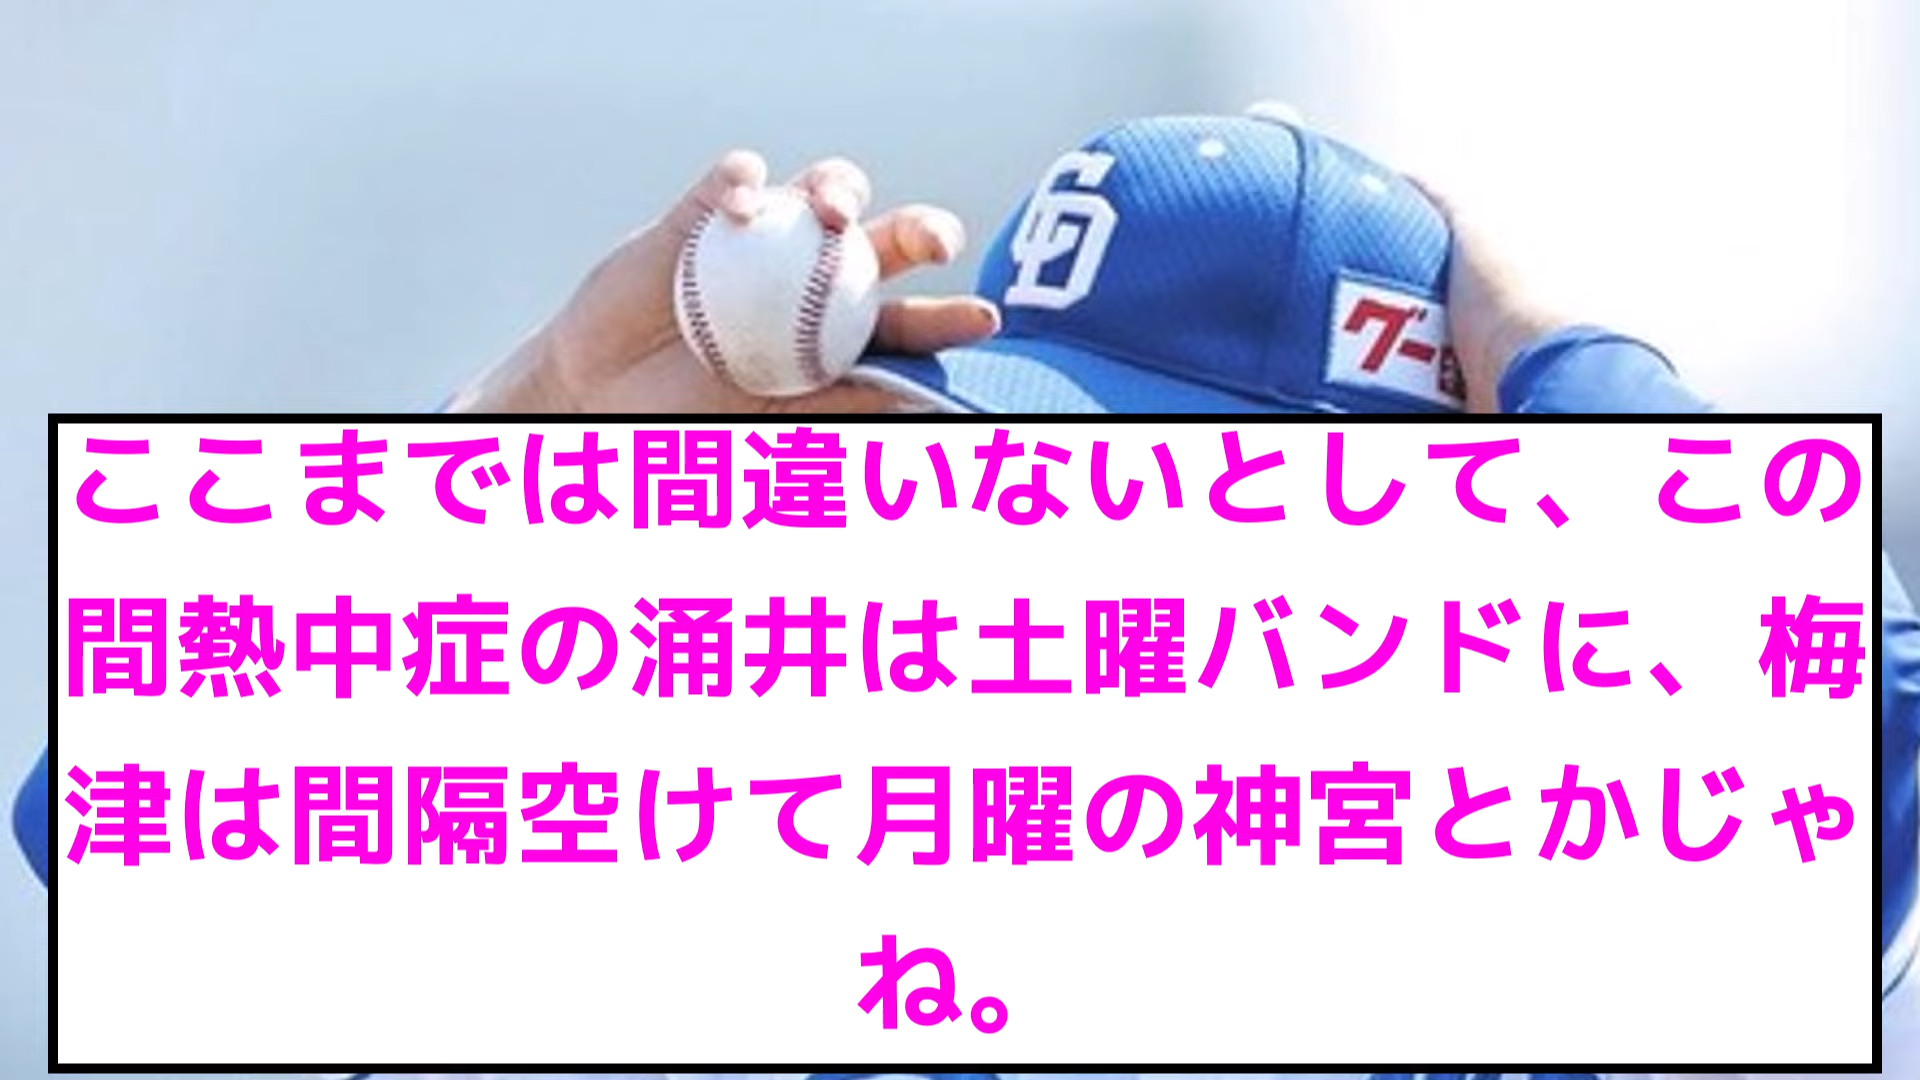 CD
ここまでは間違いないとして、この
間熱中症の涌井は土曜バンドに、梅
津は間隔空けて月曜の神宮とかじゃ
ね。